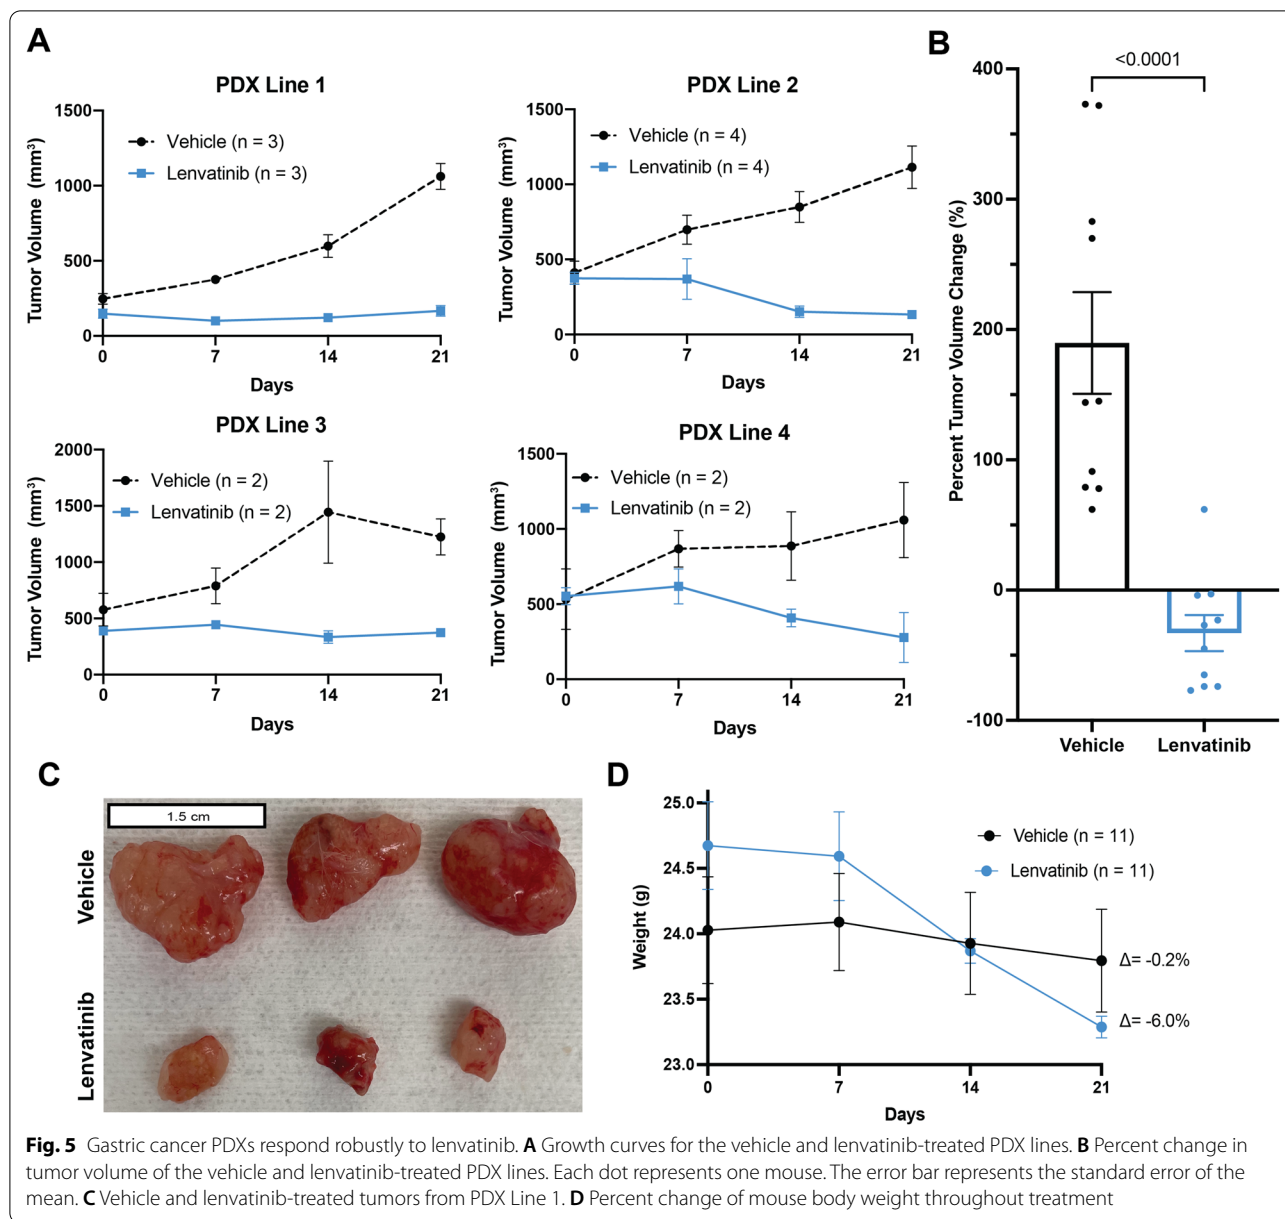 A
PDX Line 1
1500
1000
500
0
Tumor Volume (mm³)
Vehicle (n = 3)
Lenvatinib (n = 3)
0 7 14 21
Days
PDX Line 2
1500
1000
500
0
Tumor Volume (mm³)
Vehicle (n = 4)
Lenvatinib (n = 4)
0 7 14 21
Days
PDX Line 3
2000
1500
1000
500
0
Tumor Volume (mm³)
Vehicle (n = 2)
Lenvatinib (n = 2)
0 7 14 21
Days
PDX Line 4
1500
1000
500
0
Tumor Volume (mm³)
Vehicle (n = 2)
Lenvatinib (n = 2)
0 7 14 21
Days
B
<0.0001
400
300
200
100
0
-100
Percent Tumor Volume Change (%)
Vehicle Lenvatinib
C
1.5 cm
Vehicle
Lenvatinib
D
25.0
24.5
24.0
23.5
23.0
Weight (g)
Vehicle (n = 11)
Lenvatinib (n = 11)
Δ= -0.2%
Δ= -6.0%
0 7 14 21
Days
Fig. 5 Gastric cancer PDXs respond robustly to lenvatinib. A Growth curves for the vehicle and lenvatinib-treated PDX lines. B Percent change in
tumor volume of the vehicle and lenvatinib-treated PDX lines. Each dot represents one mouse. The error bar represents the standard error of the
mean. C Vehicle and lenvatinib-treated tumors from PDX Line 1. D Percent change of mouse body weight throughout treatment